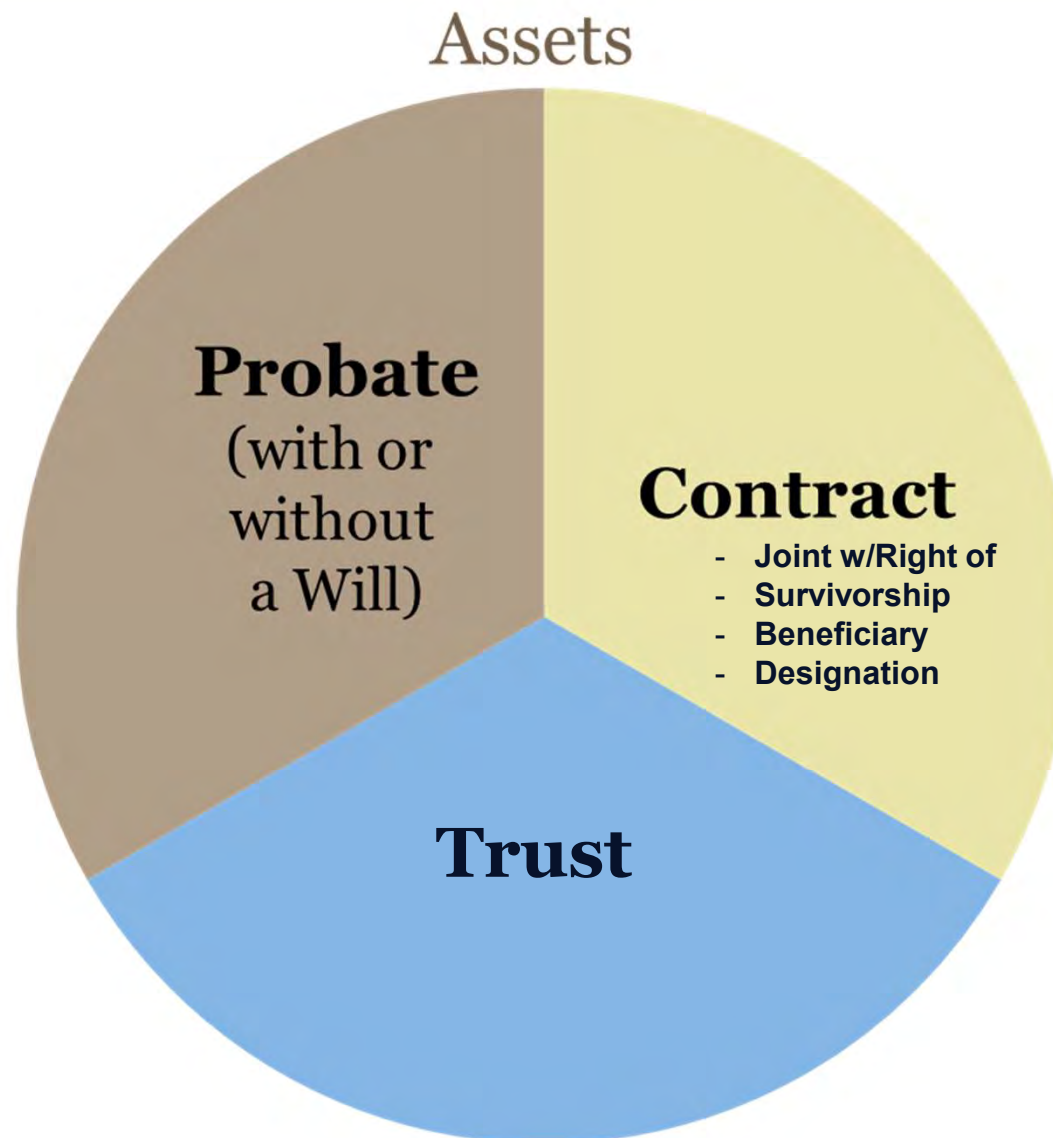 Assets
Probate
(with or
without
a Will)
Contract
- Joint w/Right of
- Survivorship
- Beneficiary
- Designation
Trust